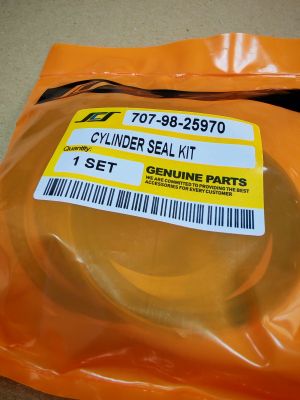 707-98-25970
CYLINDER SEAL KIT
Quantity:
1 SET
GENUINE PARTS
WE ARE COMMITTED TO PROVIDING THE BEST
ACCESSORIES FOR EVERY CUSTOMER